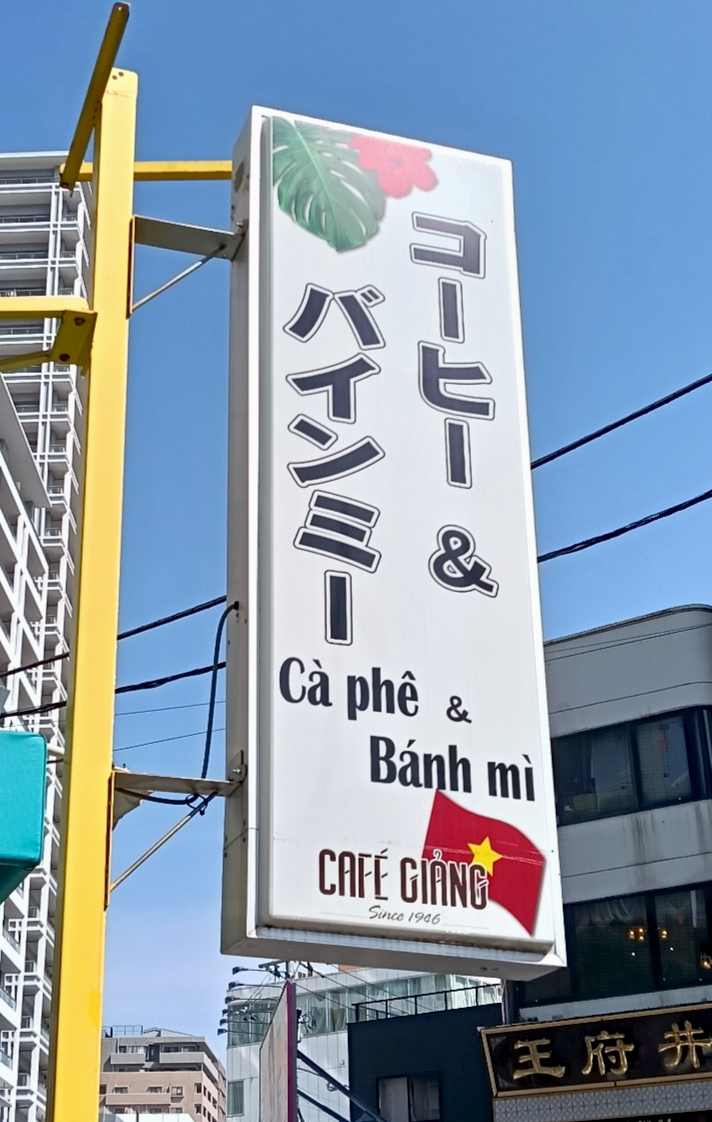 コーヒー &
バインミー
Cà phê &
Bánh mì
CAFÉ GIẢNG
Since 1946
王府井